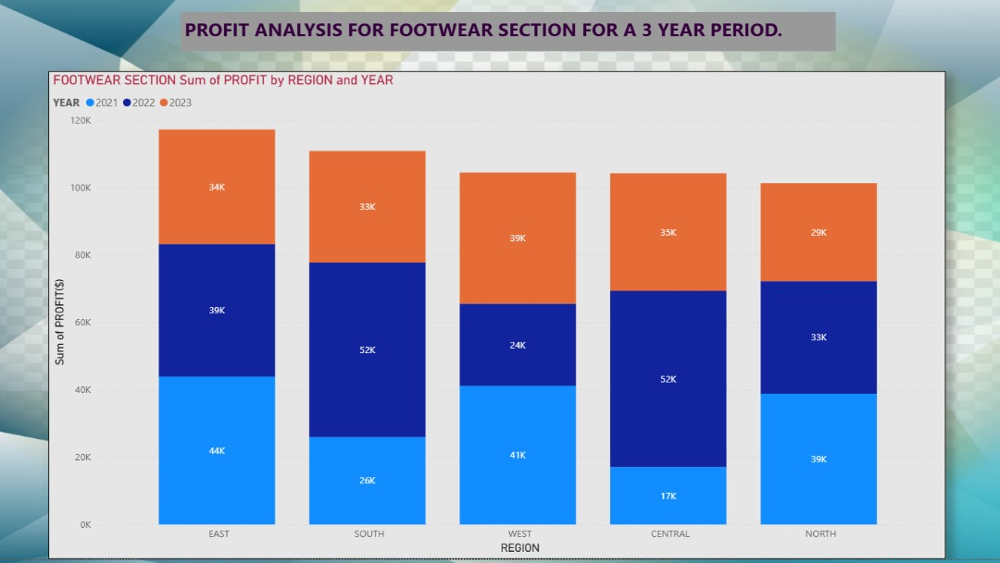 PROFIT ANALYSIS FOR FOOTWEAR SECTION FOR A 3 YEAR PERIOD.
FOOTWEAR SECTION Sum of PROFIT by REGION and YEAR
YEAR 2021 2022 2023
120K
100K
80K
60K
40K
20K
0K
Sum of PROFIT($)
34K
39K
44K
33K
52K
26K
39K
24K
41K
35K
52K
17K
29K
33K
39K
EAST SOUTH WEST CENTRAL NORTH
REGION